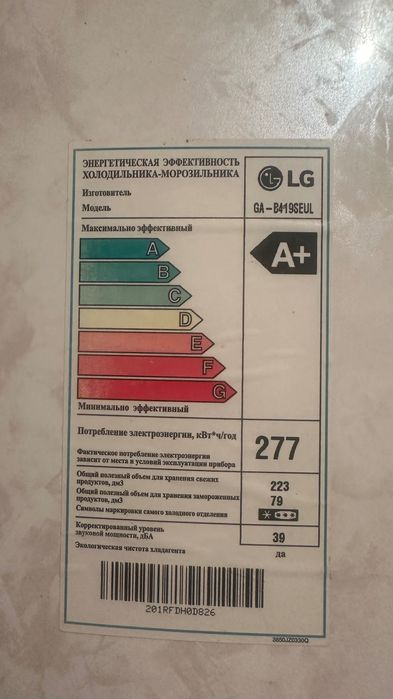 ЭНЕРГЕТИЧЕСКАЯ ЭФФЕКТИВНОСТЬ
ХОЛОДИЛЬНИКА-МОРОЗИЛЬНИКА
Изготовитель
LG
Модель
GA-B419SEUL
Максимально эффективный
A
B
C
D
E
F
G
A+
Минимально эффективный
Потребление электроэнергии, кВт*ч/год
277
Фактическое потребление электроэнергии
зависит от места и условий эксплуатации прибора
Общий полезный объем для хранения свежих
продуктов, дм3
223
Общий полезный объем для хранения замороженных
продуктов, дм3
79
Символы маркировки самого холодного отделения
Корректированный уровень
звуковой мощности, дБА
39
Экологическая чистота хладагента
да
201RFDH0D826
3850JZ0330Q